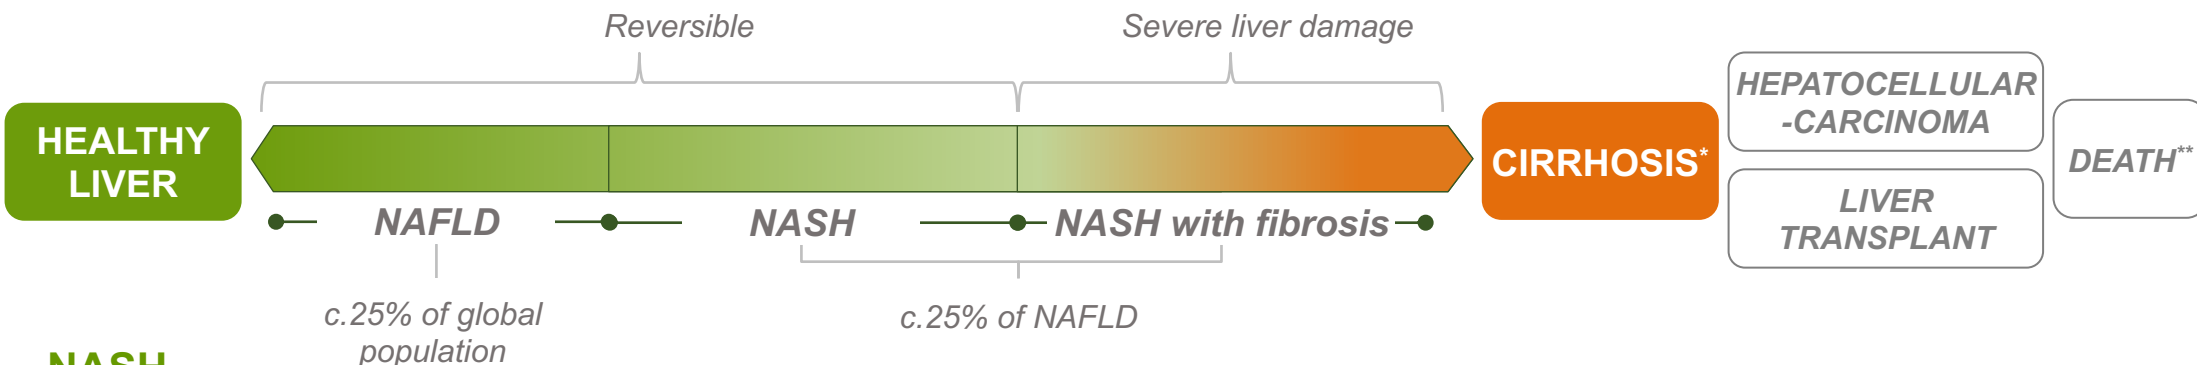 Reversible
Severe liver damage
HEALTHY
LIVER
NAFLD
NASH
NASH with fibrosis
c.25% of global
population
c.25% of NAFLD
CIRRHOSIS*
HEPATOCELLULAR
-CARCINOMA
LIVER
TRANSPLANT
DEATH**
NASH